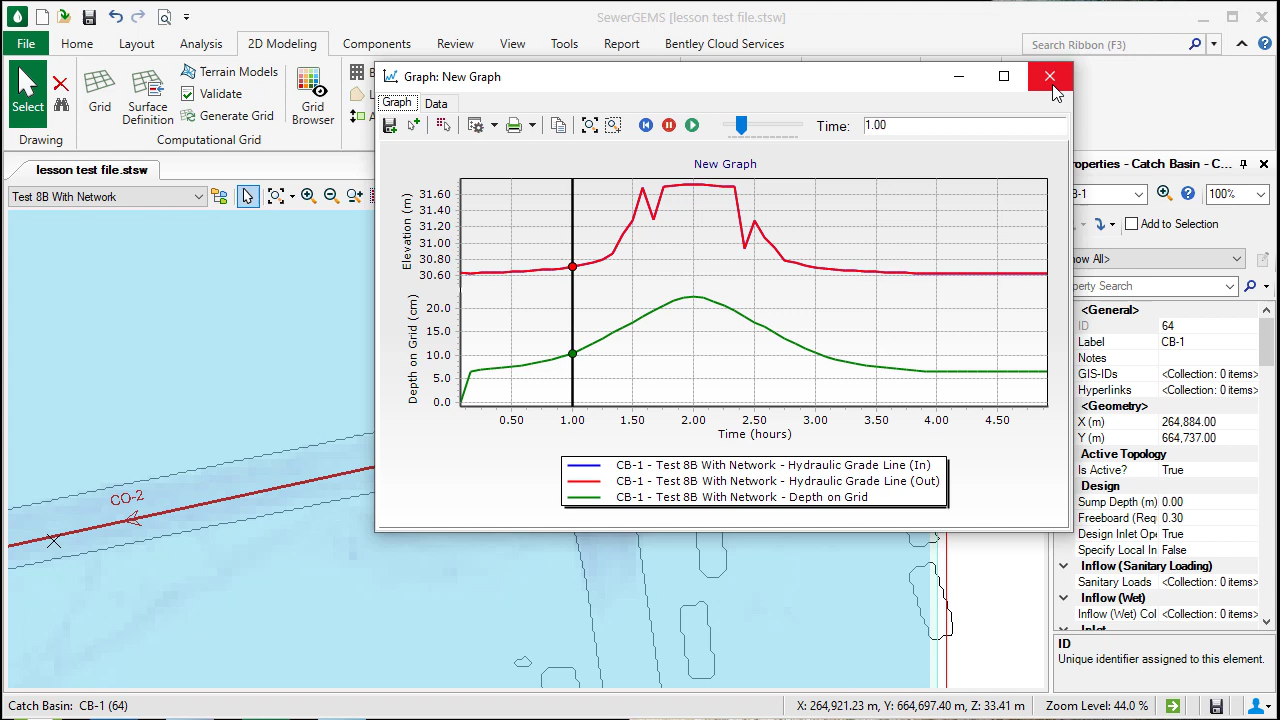 SewerGEMS [lesson test file.stsw]
File Home Layout Analysis 2D Modeling Components Review View Tools Report Bentley Cloud Services Search Ribbon (F3)
Select
Grid
Surface Definition
Terrain Models
Validate
Generate Grid
Grid Browser
Drawing
Computational Grid
lesson test file.stsw
Test 8B With Network
CO-2
Graph: New Graph
Graph Data
Time: 1.00
New Graph
Elevation (m)
31.60
31.40
31.20
31.00
30.80
30.60
Depth on Grid (cm)
20.0
15.0
10.0
5.0
0.0
0.50 1.00 1.50 2.00 2.50 3.00 3.50 4.00 4.50
Time (hours)
CB-1 - Test 8B With Network - Hydraulic Grade Line (In)
CB-1 - Test 8B With Network - Hydraulic Grade Line (Out)
CB-1 - Test 8B With Network - Depth on Grid
roperties - Catch Basin - C...
B-1 100%
Add to Selection
how All>
perty Search
<General>
ID 64
Label CB-1
Notes
GIS-IDs <Collection: 0 items>
Hyperlinks <Collection: 0 items>
<Geometry>
X (m) 264,884.00
Y (m) 664,737.00
Active Topology
Is Active? True
Design
Sump Depth (m) 0.00
Freeboard (Req 0.30
Design Inlet Ope True
Specify Local In False
Inflow (Sanitary Loading)
Sanitary Loads <Collection: 0 items>
Inflow (Wet)
Inflow (Wet) Col <Collection: 0 items>
Inlet
ID
Unique identifier assigned to this element.
Catch Basin: CB-1 (64)
X: 264,921.23 m, Y: 664,697.40 m, Z: 33.41 m Zoom Level: 44.0 %